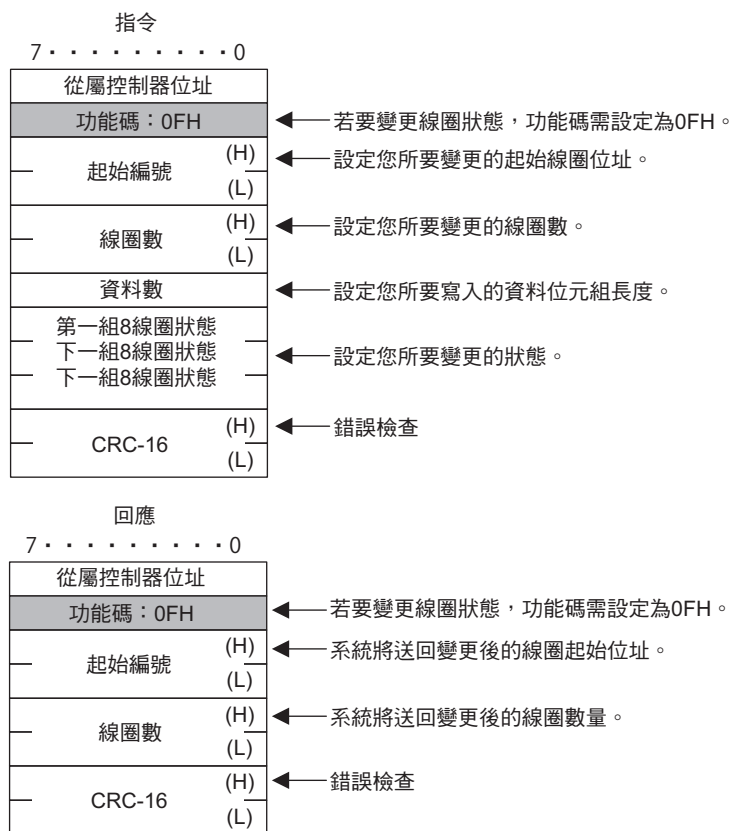 指令
7・・・・・・・・・0
從屬控制器位址
功能碼：0FH
若要變更線圈狀態，功能碼需設定為0FH。
起始編號 (H) (L)
設定您所要變更的起始線圈位址。
線圈數 (H) (L)
設定您所要變更的線圈數。
資料數
設定您所要寫入的資料位元組長度。
第一組8線圈狀態
下一組8線圈狀態
下一組8線圈狀態
設定您所要變更的狀態。
CRC-16 (H) (L)
錯誤檢查
回應
7・・・・・・・・・0
從屬控制器位址
功能碼：0FH
若要變更線圈狀態，功能碼需設定為0FH。
起始編號 (H) (L)
系統將送回變更後的線圈起始位址。
線圈數 (H) (L)
系統將送回變更後的線圈數量。
CRC-16 (H) (L)
錯誤檢查